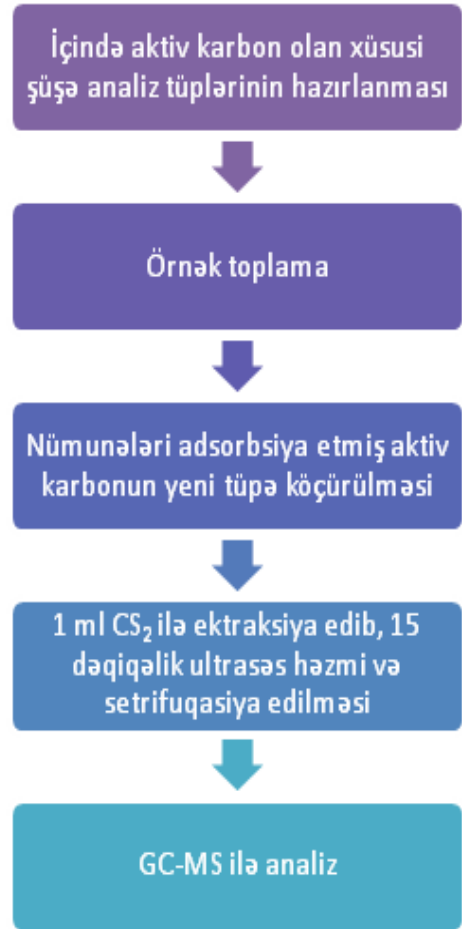 İçində aktiv karbon olan xüsusi
şüşə analiz tüplərinin hazırlanması
Örnək toplama
Nümunələri adsorbsiya etmiş aktiv
karbonun yeni tüpə köçürülməsi
1 ml CS₂ ilə ektraksiya edib, 15
dəqiqəlik ultrasəs həzmi və
setrifuqasiya edilməsi
GC-MS ilə analiz